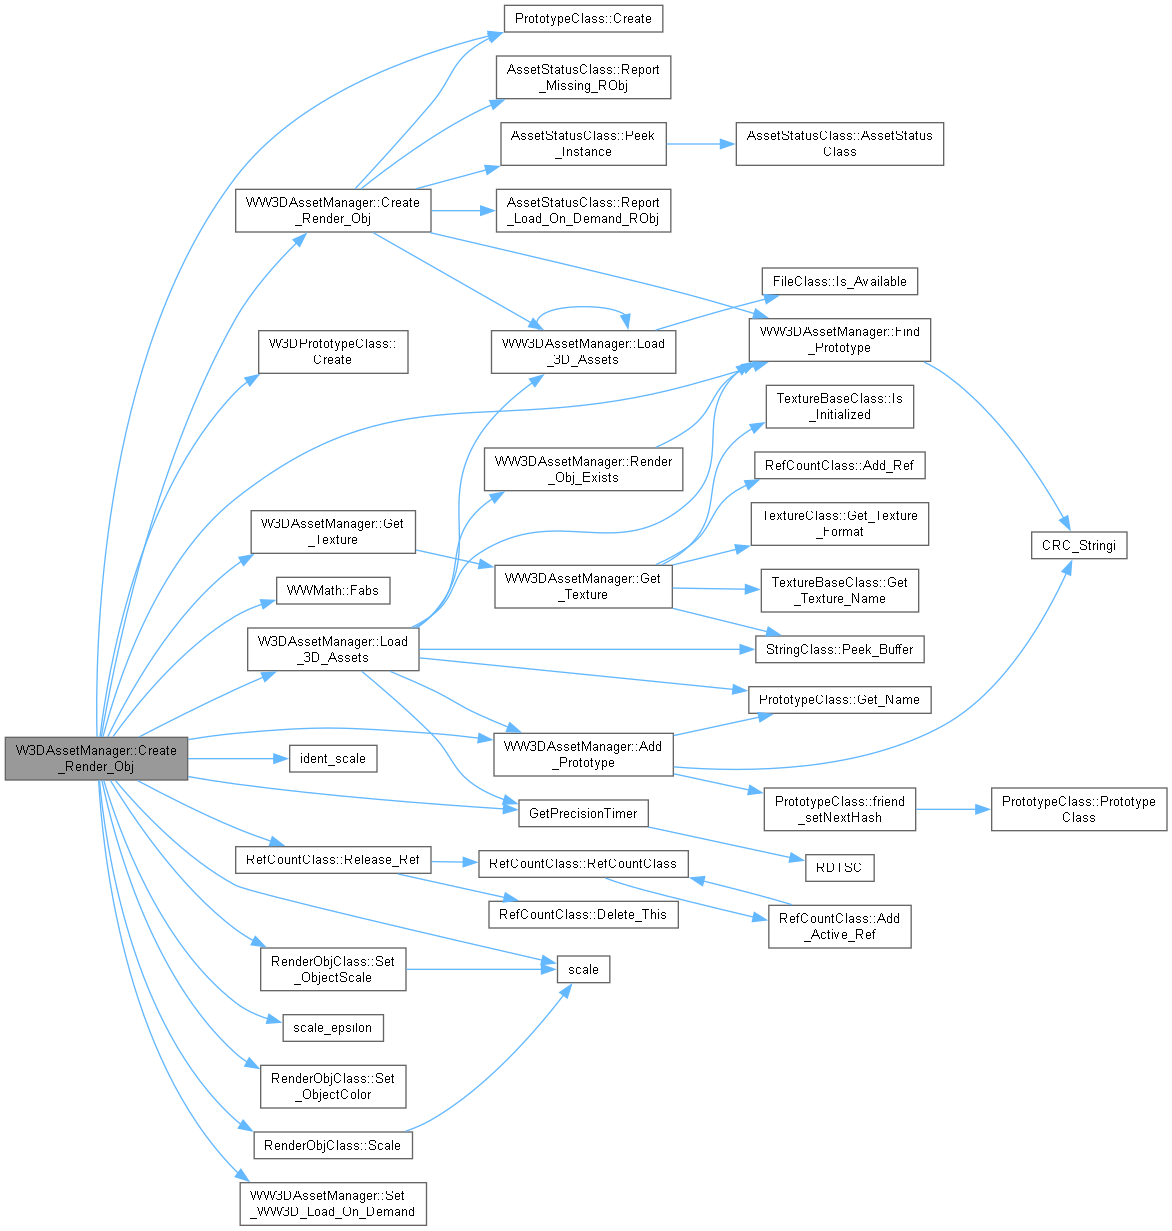 PrototypeClass::Create
AssetStatusClass::Report
_Missing_RObj
AssetStatusClass::Peek
_Instance
AssetStatusClass::AssetStatus
Class
WW3DAssetManager::Create
_Render_Obj
AssetStatusClass::Report
_Load_On_Demand_RObj
FileClass::Is_Available
W3DPrototypeClass::
Create
WW3DAssetManager::Load
_3D_Assets
WW3DAssetManager::Find
_Prototype
TextureBaseClass::Is
_Initialized
WW3DAssetManager::Render
_Obj_Exists
RefCountClass::Add_Ref
W3DAssetManager::Get
_Texture
TextureClass::Get_Texture
_Format
CRC_Stringi
WWMath::Fabs
WW3DAssetManager::Get
_Texture
TextureBaseClass::Get
_Texture_Name
W3DAssetManager::Load
_3D_Assets
StringClass::Peek_Buffer
PrototypeClass::Get_Name
W3DAssetManager::Create
_Render_Obj
ident_scale
WW3DAssetManager::Add
_Prototype
PrototypeClass::friend
_setNextHash
PrototypeClass::Prototype
Class
GetPrecisionTimer
RefCountClass::Release_Ref
RefCountClass::RefCountClass
RDTSC
RefCountClass::Delete_This
RefCountClass::Add
_Active_Ref
RenderObjClass::Set
_ObjectScale
scale
scale_epsilon
RenderObjClass::Set
_ObjectColor
RenderObjClass::Scale
WW3DAssetManager::Set
_WW3D_Load_On_Demand